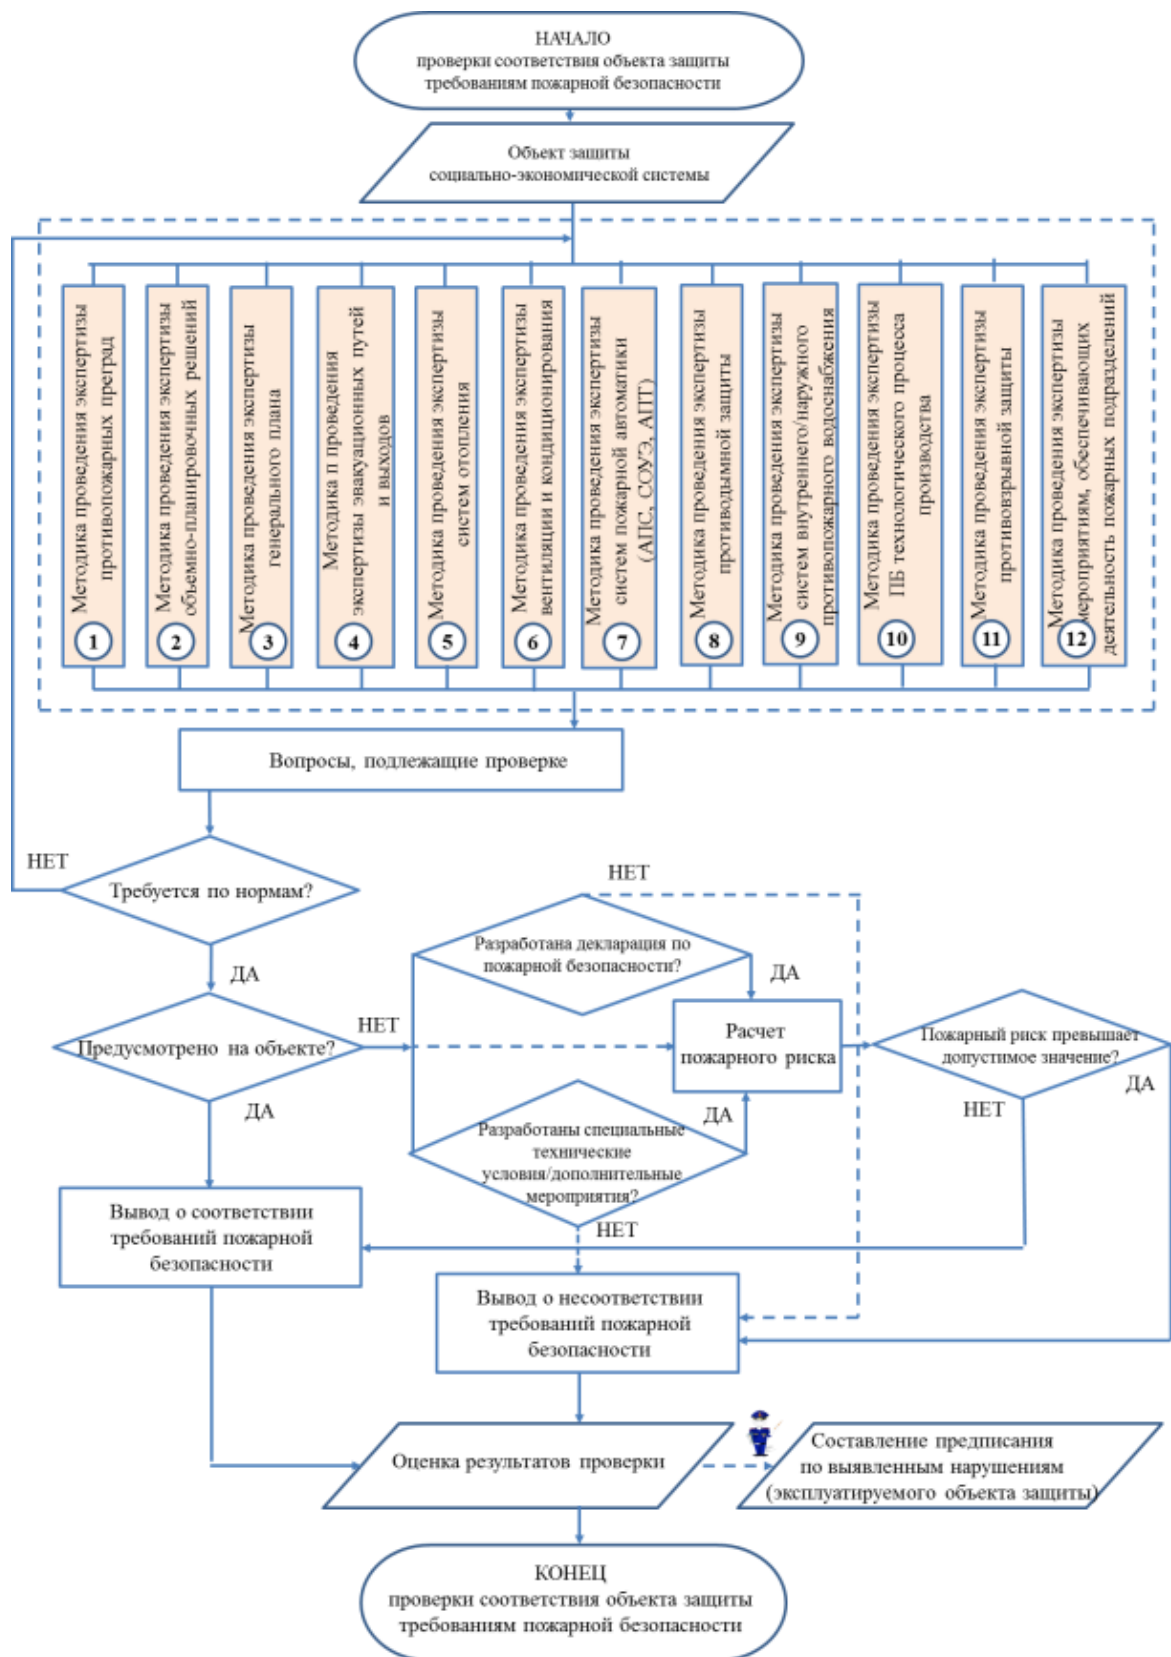 НАЧАЛО
проверки соответствия объекта защиты
требованиям пожарной безопасности
Объект защиты
социально-экономической системы
Методика проведения экспертизы
противопожарных преград
1
Методика проведения экспертизы
объемно-планировочных решений
2
Методика проведения экспертизы
генерального плана
3
Методика п проведения
экспертизы эвакуационных путей
и выходов
4
Методика проведения экспертизы
систем отопления
5
Методика проведения экспертизы
вентиляции и кондиционирования
6
Методика проведения экспертизы
систем пожарной автоматики
(АПС, СОУЭ, АПТ)
7
Методика проведения экспертизы
противодымной защиты
8
Методика проведения экспертизы
систем внутреннего/наружного
противопожарного водоснабжения
9
Методика проведения экспертизы
ПБ технологического процесса
производства
10
Методика проведения экспертизы
противовзрывной защиты
11
Методика проведения экспертизы
мероприятиям, обеспечивающих
деятельность пожарных подразделений
12
Вопросы, подлежащие проверке
НЕТ
Требуется по нормам?
ДА
НЕТ
Разработана декларация по
пожарной безопасности?
ДА
Предусмотрено на объекте?
НЕТ
ДА
Расчет
пожарного риска
Пожарный риск превышает
допустимое значение?
ДА
НЕТ
ДА
Разработаны специальные
технические
условия/дополнительные
мероприятия?
НЕТ
Вывод о соответствии
требований пожарной
безопасности
Вывод о несоответствии
требований пожарной
безопасности
Оценка результатов проверки
Составление предписания
по выявленным нарушениям
(эксплуатируемого объекта защиты)
КОНЕЦ
проверки соответствия объекта защиты
требованиям пожарной безопасности